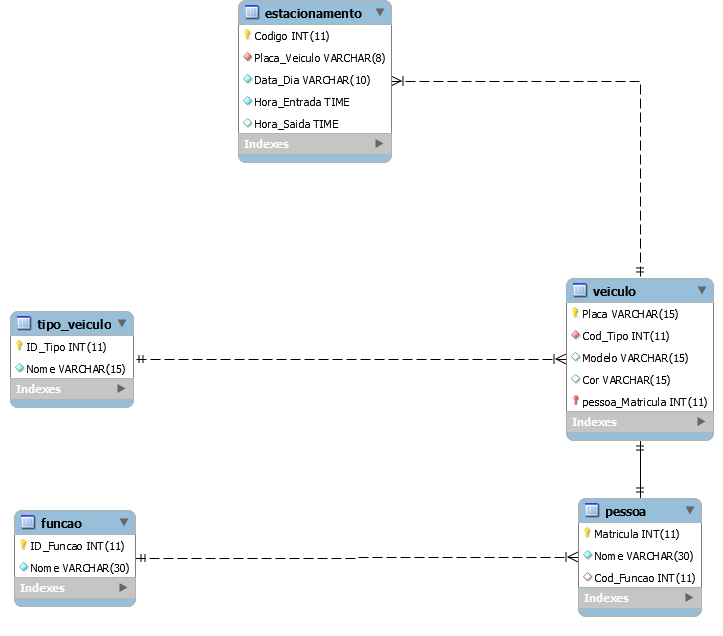 estacionamento
Codigo INT(11)
Placa_Veiculo VARCHAR(8)
Data_Dia VARCHAR(10)
Hora_Entrada TIME
Hora_Saida TIME
Indexes
tipo_veiculo
ID_Tipo INT(11)
Nome VARCHAR(15)
Indexes
veiculo
Placa VARCHAR(15)
Cod_Tipo INT(11)
Modelo VARCHAR(15)
Cor VARCHAR(15)
pessoa_Matricula INT(11)
Indexes
funcao
ID_Funcao INT(11)
Nome VARCHAR(30)
Indexes
pessoa
Matricula INT(11)
Nome VARCHAR(30)
Cod_Funcao INT(11)
Indexes